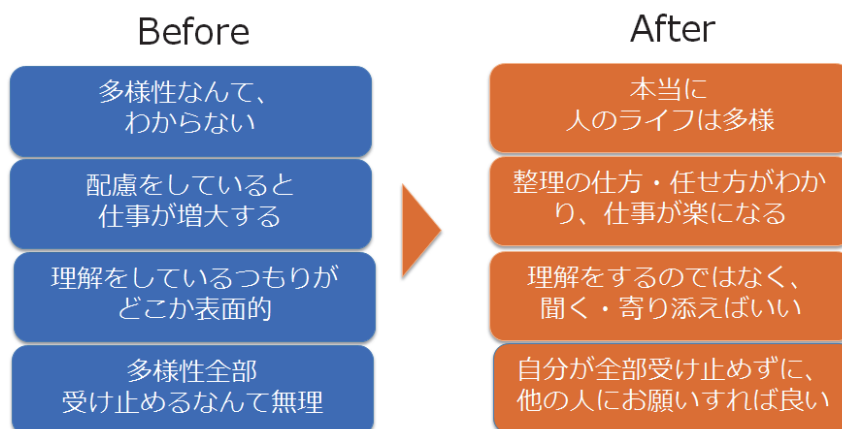 Before
多様性なんて、
わからない
配慮をしていると
仕事が増大する
理解をしているつもりが
どこか表面的
多様性全部
受け止めるなんて無理
After
本当に
人のライフは多様
整理の仕方・任せ方がわか
り、仕事が楽になる
理解をするのではなく、
聞く・寄り添えばいい
自分が全部受け止めずに、
他の人にお願いすれば良い